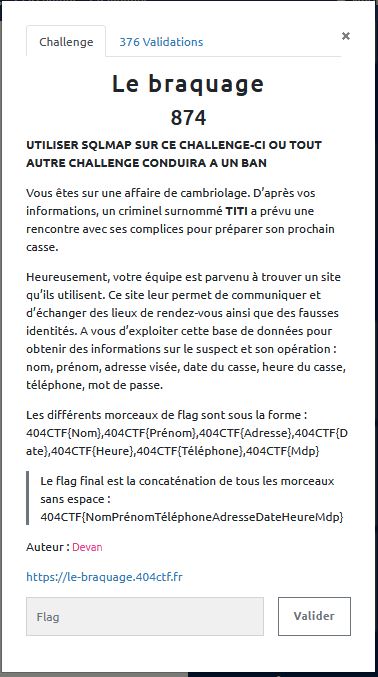 Challenge
376 Validations
×
Le braquage
874
UTILISER SQLMAP SUR CE CHALLENGE-CI OU TOUT
AUTRE CHALLENGE CONDUIRA A UN BAN
Vous êtes sur une affaire de cambriolage. D'après vos
informations, un criminel surnommé TITI a prévu une
rencontre avec ses complices pour préparer son prochain
casse.
Heureusement, votre équipe est parvenu à trouver un site
qu'ils utilisent. Ce site leur permet de communiquer et
d'échanger des lieux de rendez-vous ainsi que des fausses
identités. A vous d'exploiter cette base de données pour
obtenir des informations sur le suspect et son opération :
nom, prénom, adresse visée, date du casse, heure du casse,
téléphone, mot de passe.
Les différents morceaux de flag sont sous la forme :
404CTF{Nom},404CTF{Prénom},404CTF{Adresse},404CTF{D
ate},404CTF{Heure},404CTF{Téléphone},404CTF{Mdp}
Le flag final est la concaténation de tous les morceaux
sans espace :
404CTF{NomPrénomTéléphoneAdresseDateHeureMdp}
Auteur : Devan
https://le-braquage.404ctf.fr
Flag
Valider